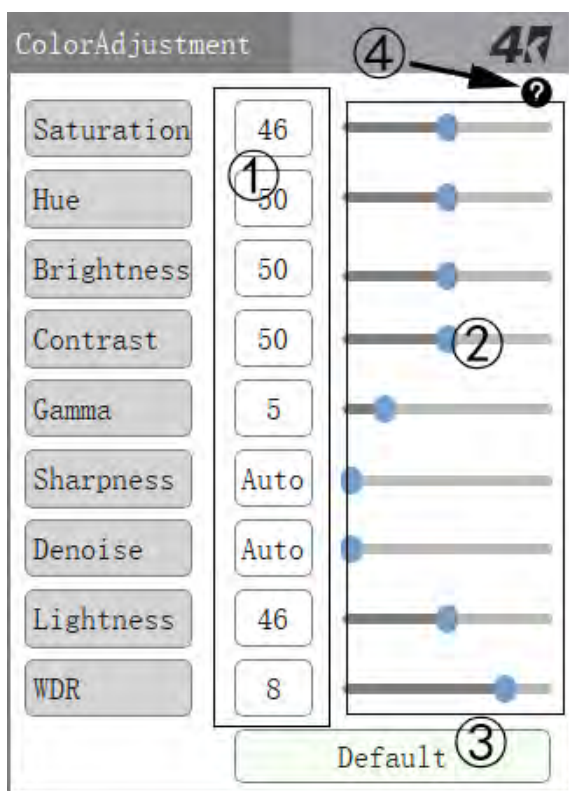 ColorAdjustment ④ 4K
?
Saturation 46
①
Hue 50
Brightness 50
Contrast 50 ②
Gamma 5
Sharpness Auto
Denoise Auto
Lightness 46
WDR 8
Default ③